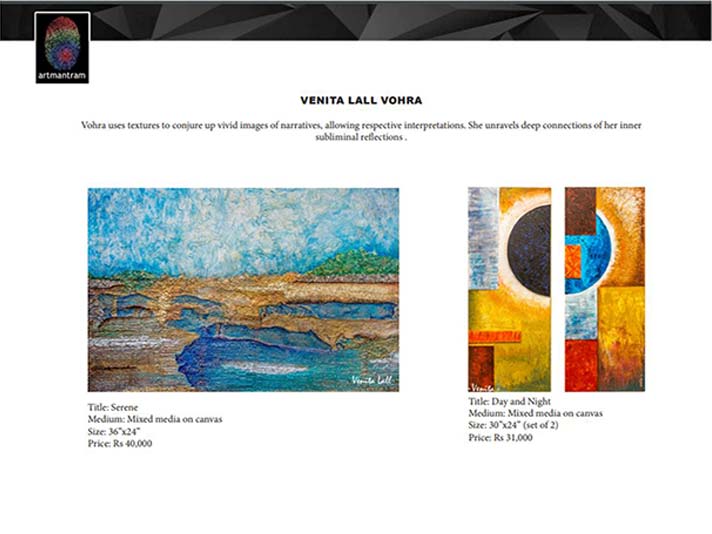 artmantram
VENITA LALL VOHRA
Vohra uses textures to conjure up vivid images of narratives, allowing respective interpretations. She unravels deep connections of her inner
subliminal reflections .
Venita Lall
Title: Serene
Medium: Mixed media on canvas
Size: 36"x24"
Price: Rs 40,000
Venita
Title: Day and Night
Medium: Mixed media on canvas
Size: 30"x24" (set of 2)
Price: Rs 31,000